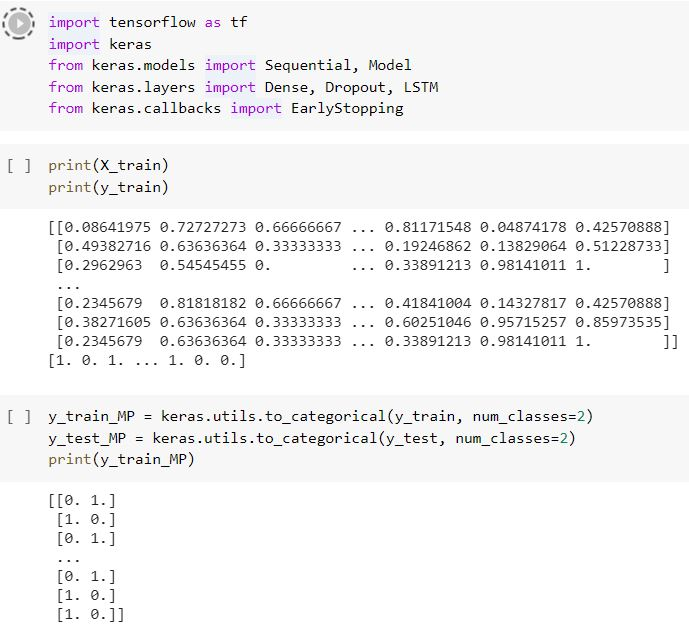 import tensorflow as tf
import keras
from keras.models import Sequential, Model
from keras.layers import Dense, Dropout, LSTM
from keras.callbacks import EarlyStopping
[ ] print(X_train)
print(y_train)
[[0.08641975 0.72727273 0.66666667 ... 0.81171548 0.04874178 0.42570888]
[0.49382716 0.63636364 0.33333333 ... 0.19246862 0.13829064 0.51228733]
[0.2962963  0.54545455 0.         ... 0.33891213 0.98141011 1.        ]
...
[0.2345679  0.81818182 0.66666667 ... 0.41841004 0.14327817 0.42570888]
[0.38271605 0.63636364 0.33333333 ... 0.60251046 0.95715257 0.85973535]
[0.2345679  0.63636364 0.33333333 ... 0.33891213 0.98141011 1.        ]]
[1. 0. 1. ... 1. 0. 0.]
[ ] y_train_MP = keras.utils.to_categorical(y_train, num_classes=2)
y_test_MP = keras.utils.to_categorical(y_test, num_classes=2)
print(y_train_MP)
[[0. 1.]
[1. 0.]
[0. 1.]
...
[0. 1.]
[1. 0.]
[1. 0.]]